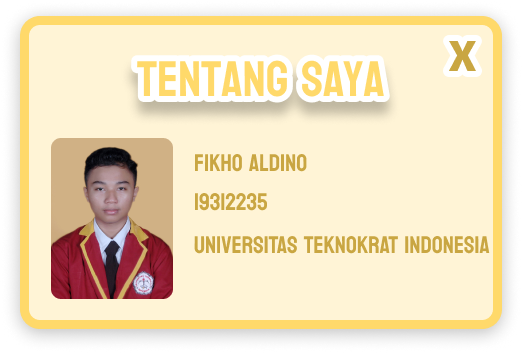 TENTANG SAYA
X
FIKHO ALDINO
19312235
UNIVERSITAS TEKNOKRAT INDONESIA